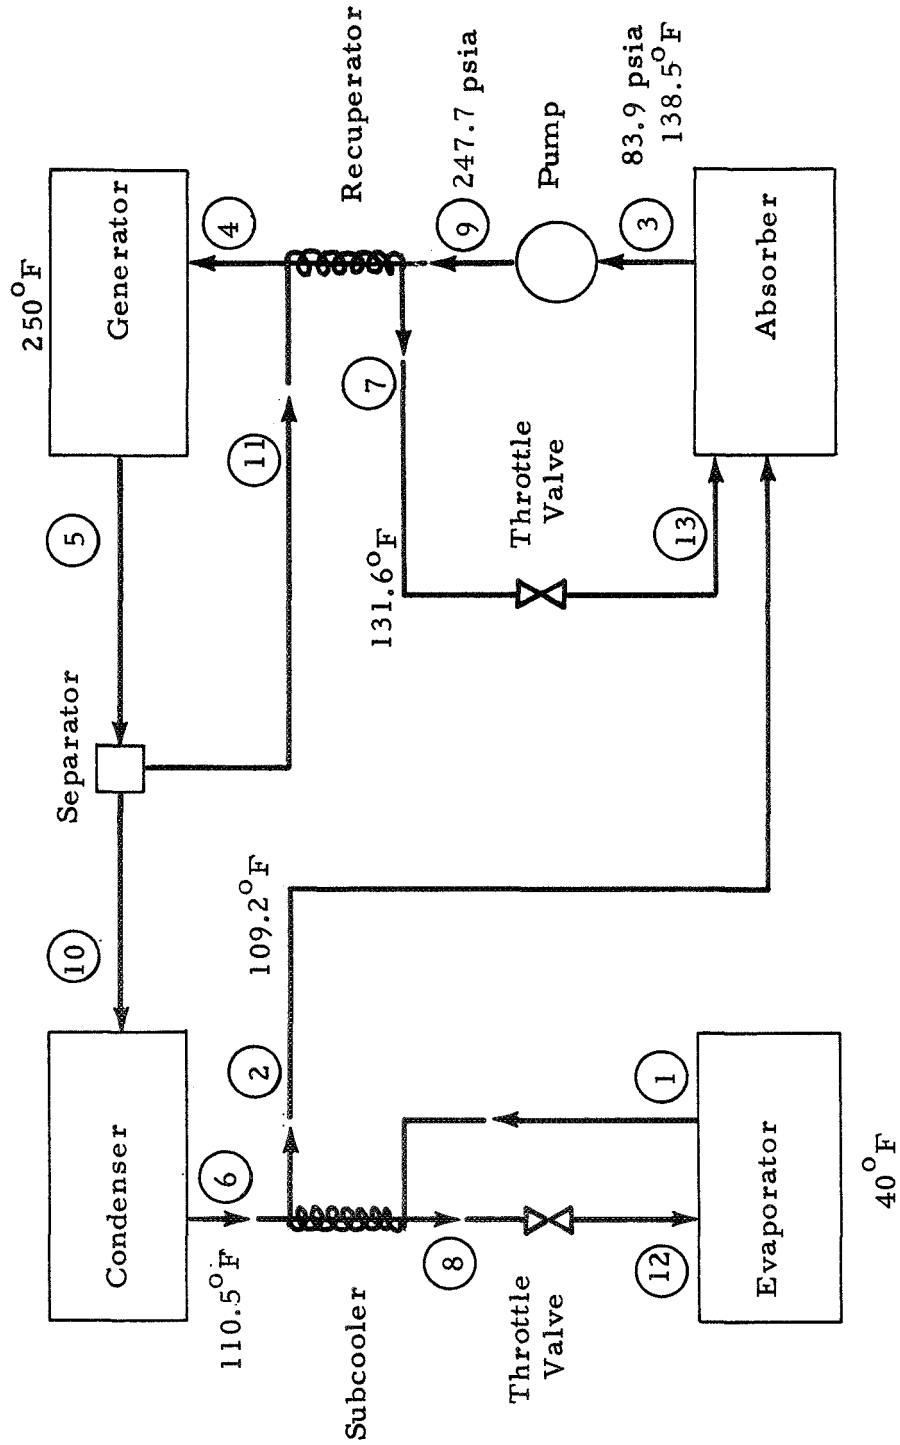 250°F
Separator
10
5
Condenser
Generator
110.5°F
6
2
109.2°F
11
4
Subcooler
131.6°F
7
Recuperator
8
9
247.7 psia
Throttle
Valve
Throttle
Valve
Pump
12
1
13
3
83.9 psia
138.5°F
Evaporator
Absorber
40°F